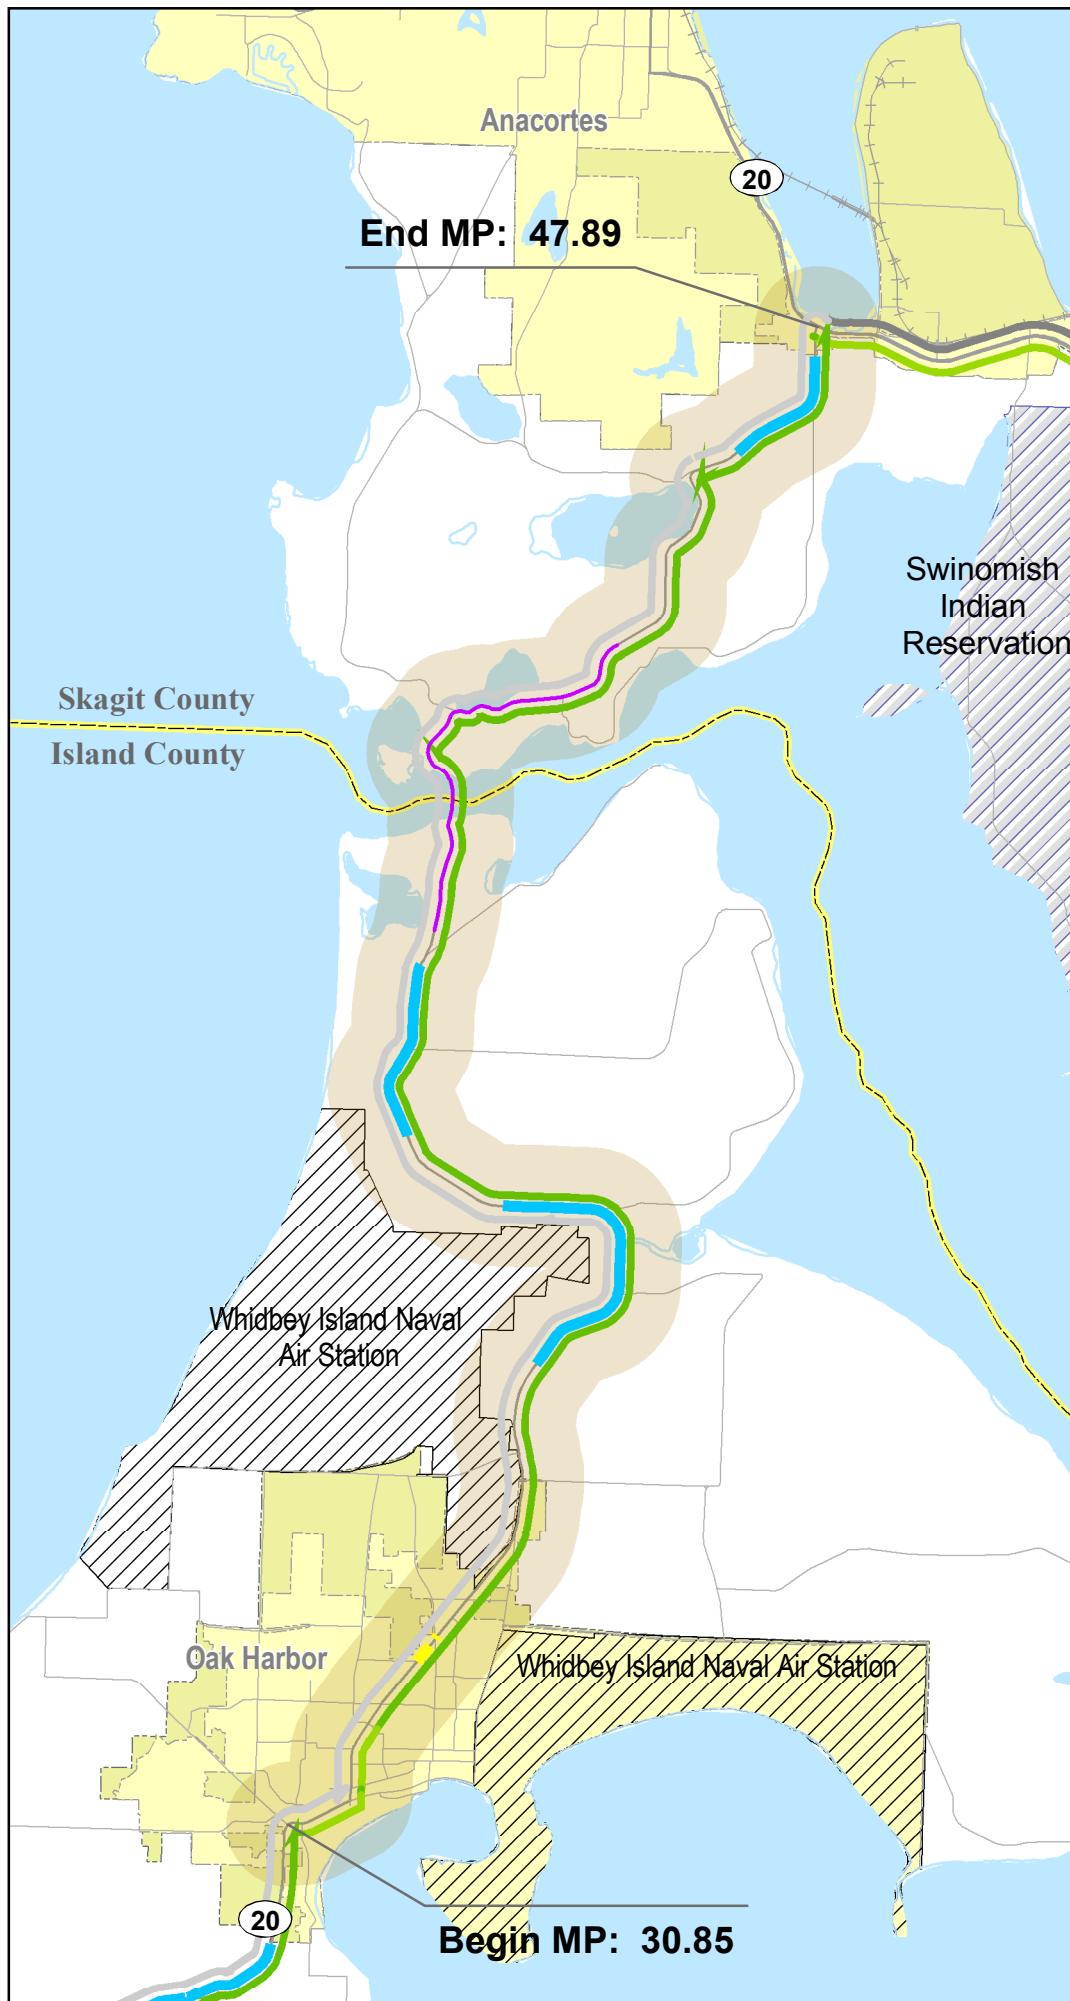 Anacortes
20
End MP: 47.89
Swinomish
Indian
Reservation
Skagit County
Island County
Whidbey Island Naval
Air Station
Oak Harbor
Whidbey Island Naval Air Station
20
Begin MP: 30.85